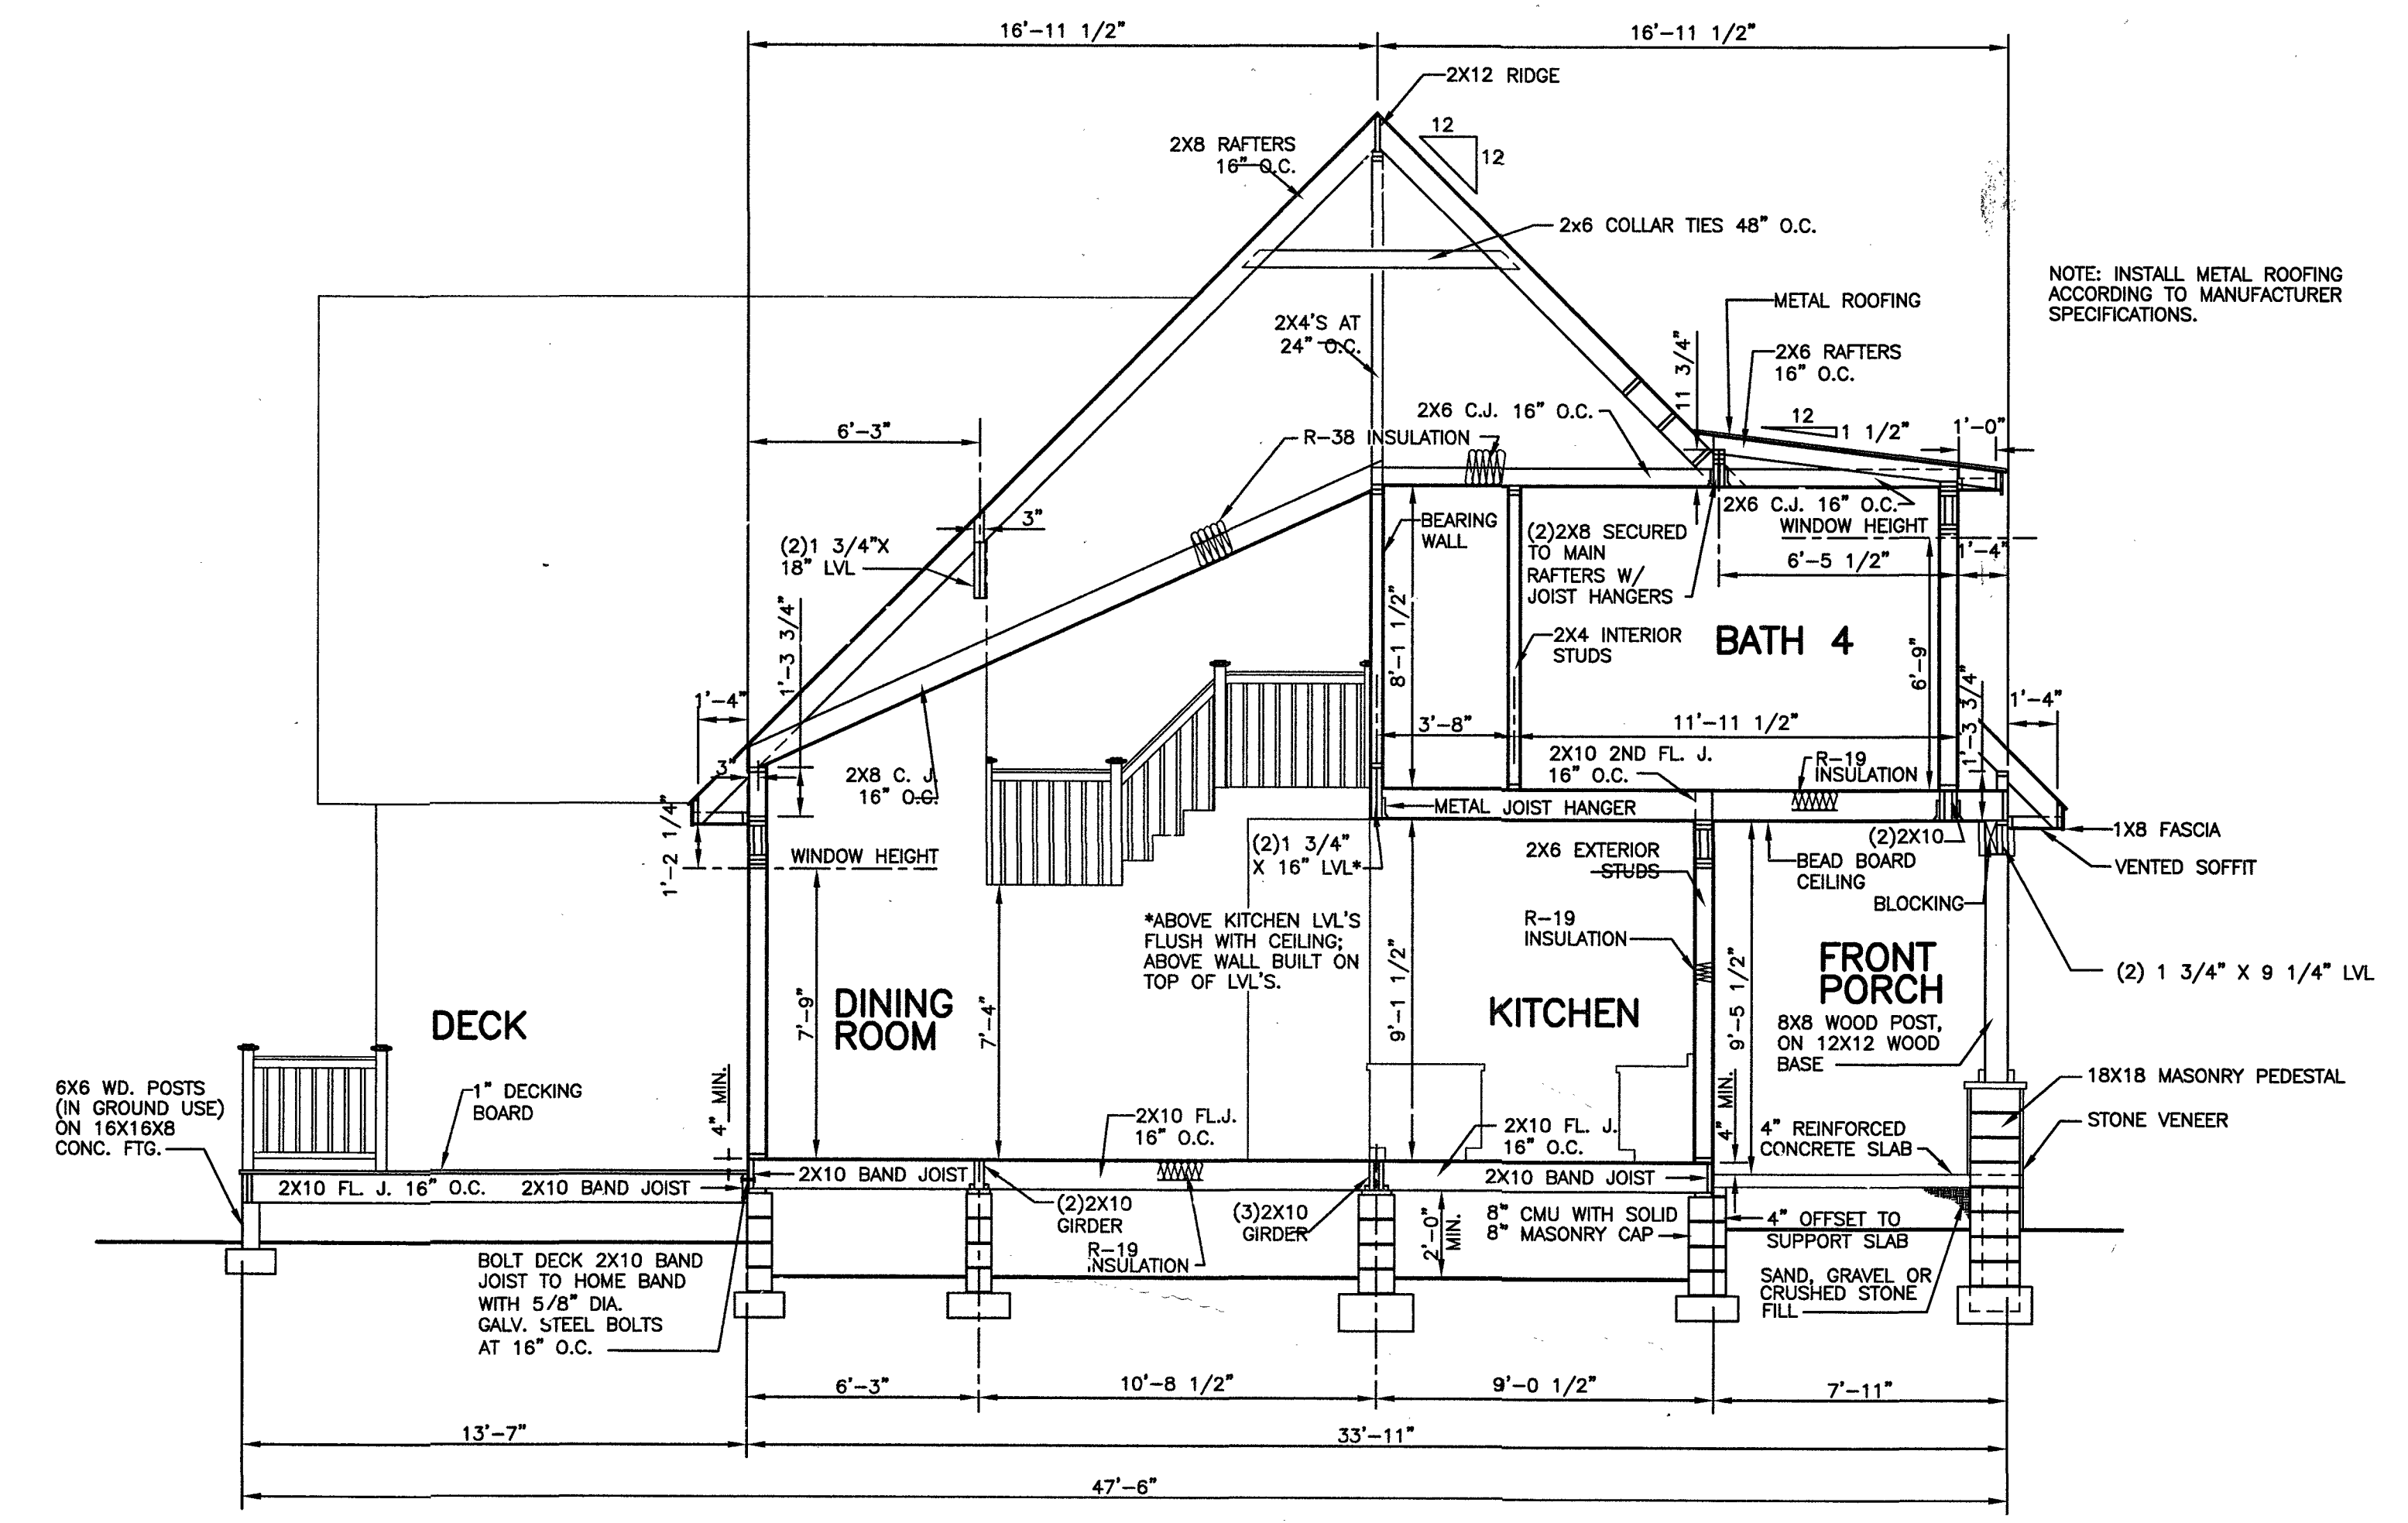 16'-11 1/2"
16'-11 1/2"
2X12 RIDGE
12
12
2X8 RAFTERS
16" O.C.
2x6 COLLAR TIES 48" O.C.
NOTE: INSTALL METAL ROOFING
ACCORDING TO MANUFACTURER
SPECIFICATIONS.
METAL ROOFING
2X4'S AT
24" O.C.
11 3/4"
2X6 RAFTERS
16" O.C.
2X6 C.J. 16" O.C.
12
1 1/2"
1'-0"
6'-3"
R-38 INSULATION
2X6 C.J. 16" O.C.
WINDOW HEIGHT
3"
BEARING
WALL
(2)2X8 SECURED
TO MAIN
RAFTERS W/
JOIST HANGERS
(2)1 3/4"X
18" LVL
1'-4"
6'-5 1/2"
8'-1 1/2"
2X4 INTERIOR
STUDS
BATH 4
6'-9"
1'-3 3/4"
1'-3 3/4"
1'-4"
1'-4"
3'-8"
11'-11 1/2"
3"
2X8 C. J.
16" O.C.
2X10 2ND FL. J.
16" O.C.
R-19
INSULATION
METAL JOIST HANGER
1'-2 1/4"
WINDOW HEIGHT
(2)1 3/4"
X 16" LVL*
2X6 EXTERIOR
STUDS
(2)2X10
BEAD BOARD
CEILING
1X8 FASCIA
VENTED SOFFIT
BLOCKING
*ABOVE KITCHEN LVL'S
FLUSH WITH CEILING;
ABOVE WALL BUILT ON
TOP OF LVL'S.
R-19
INSULATION
FRONT
PORCH
(2) 1 3/4" X 9 1/4" LVL
DECK
DINING
ROOM
7'-9"
7'-4"
9'-1 1/2"
KITCHEN
9'-5 1/2"
8X8 WOOD POST,
ON 12X12 WOOD
BASE
6X6 WD. POSTS
(IN GROUND USE)
ON 16X16X8
CONC. FTG.
1" DECKING
BOARD
4" MIN.
2X10 FL.J.
16" O.C.
2X10 FL. J.
16" O.C.
4" MIN.
4" REINFORCED
CONCRETE SLAB
18X18 MASONRY PEDESTAL
STONE VENEER
2X10 FL. J. 16" O.C.
2X10 BAND JOIST
2X10 BAND JOIST
2X10 BAND JOIST
(2)2X10
GIRDER
(3)2X10
GIRDER
2'-0"
MIN.
8" CMU WITH SOLID
8" MASONRY CAP
4" OFFSET TO
SUPPORT SLAB
R-19
INSULATION
BOLT DECK 2X10 BAND
JOIST TO HOME BAND
WITH 5/8" DIA.
GALV. STEEL BOLTS
AT 16" O.C.
SAND, GRAVEL OR
CRUSHED STONE
FILL
6'-3"
10'-8 1/2"
9'-0 1/2"
7'-11"
13'-7"
33'-11"
47'-6"